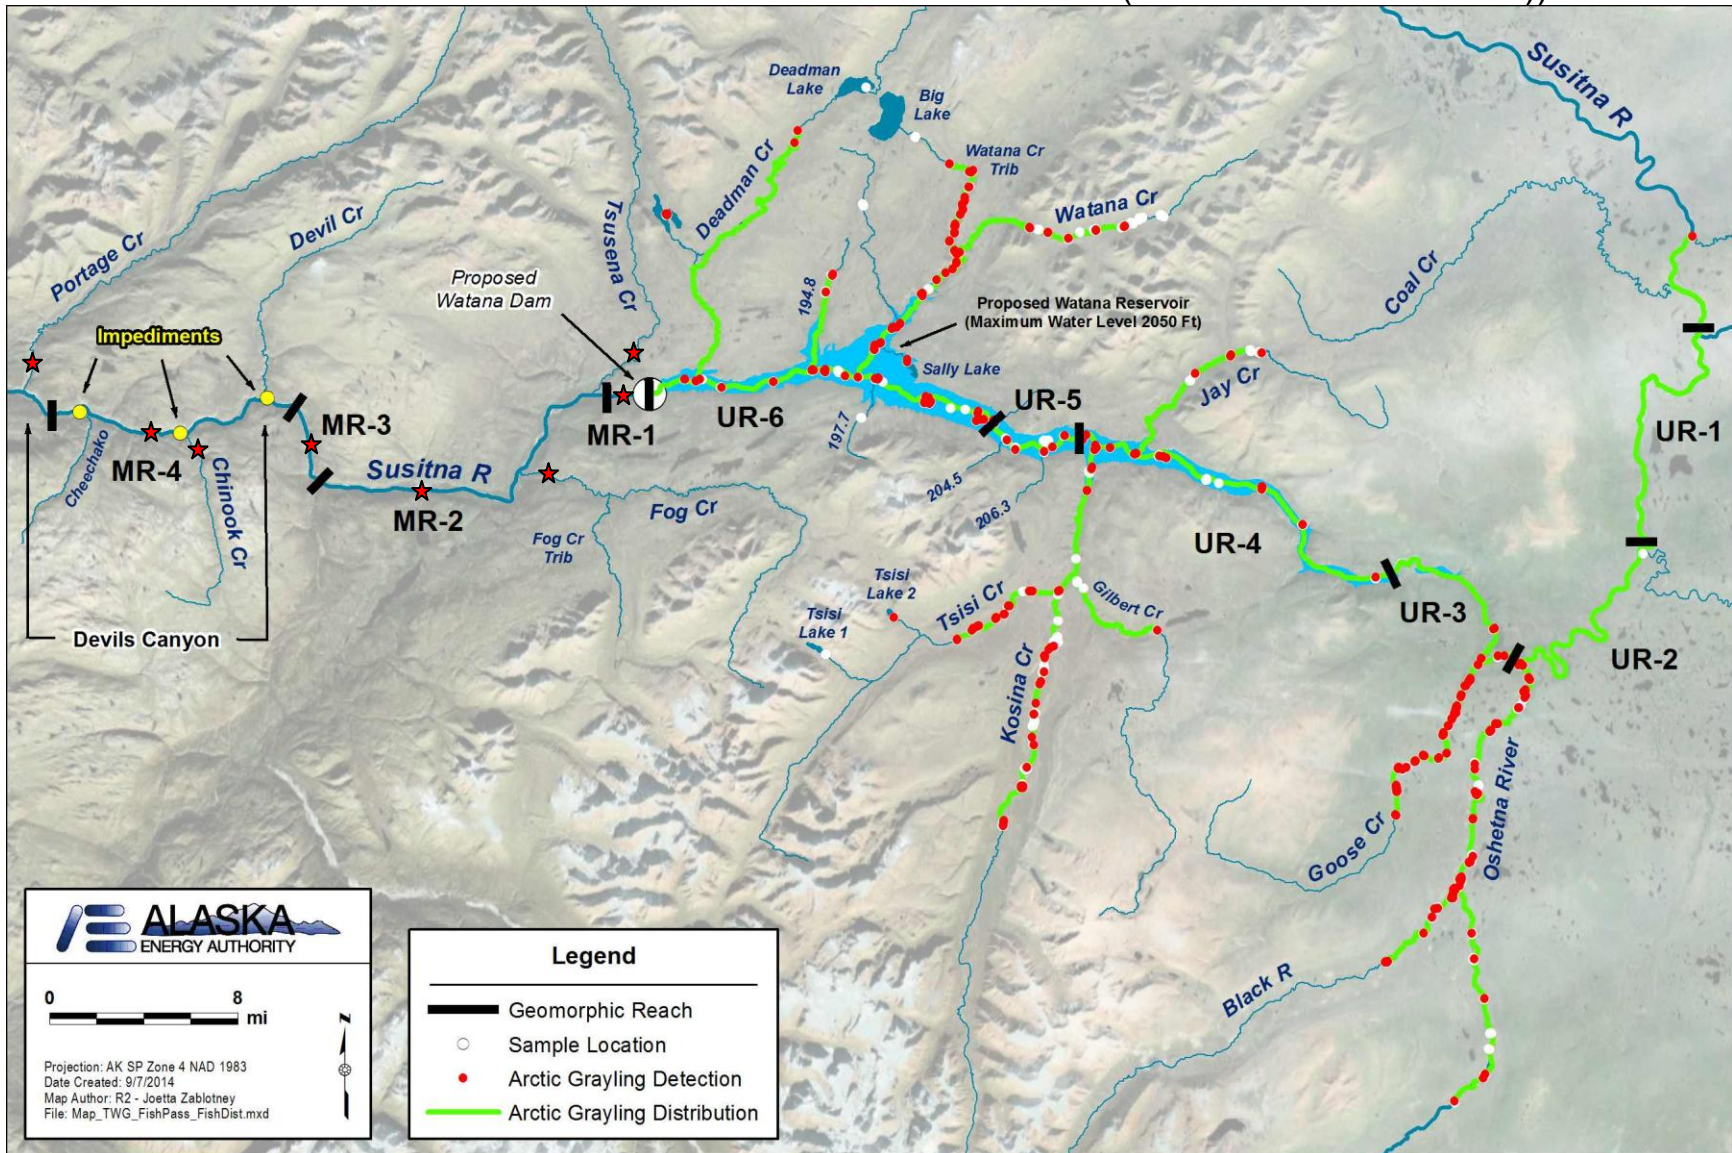 Susitna R
Deadman
Lake
Big
Lake
Watana Cr
Trib
Deadman Cr
Watana Cr
Tsusena Cr
Devil Cr
Portage Cr
Coal Cr
Proposed
Watana Dam
194.8
Proposed Watana Reservoir
(Maximum Water Level 2050 Ft)
Impediments
Sally Lake
Jay Cr
UR-6
UR-5
MR-1
MR-3
UR-1
197.7
MR-4
Cheechako
Chinook Cr
Susitna R
MR-2
204.5
206.3
Fog Cr
Fog Cr
Trib
UR-4
Tsisi
Lake 2
Tsisi Cr
Gilbert Cr
UR-3
Tsisi
Lake 1
Devils Canyon
UR-2
Kosina Cr
Goose Cr
Oshetna River
Black R
ALASKA
ENERGY AUTHORITY
0 8
mi
N
Projection: AK SP Zone 4 NAD 1983
Date Created: 9/7/2014
Map Author: R2 - Joetta Zablotney
File: Map_TWG_FishPass_FishDist.mxd
Legend
Geomorphic Reach
Sample Location
Arctic Grayling Detection
Arctic Grayling Distribution